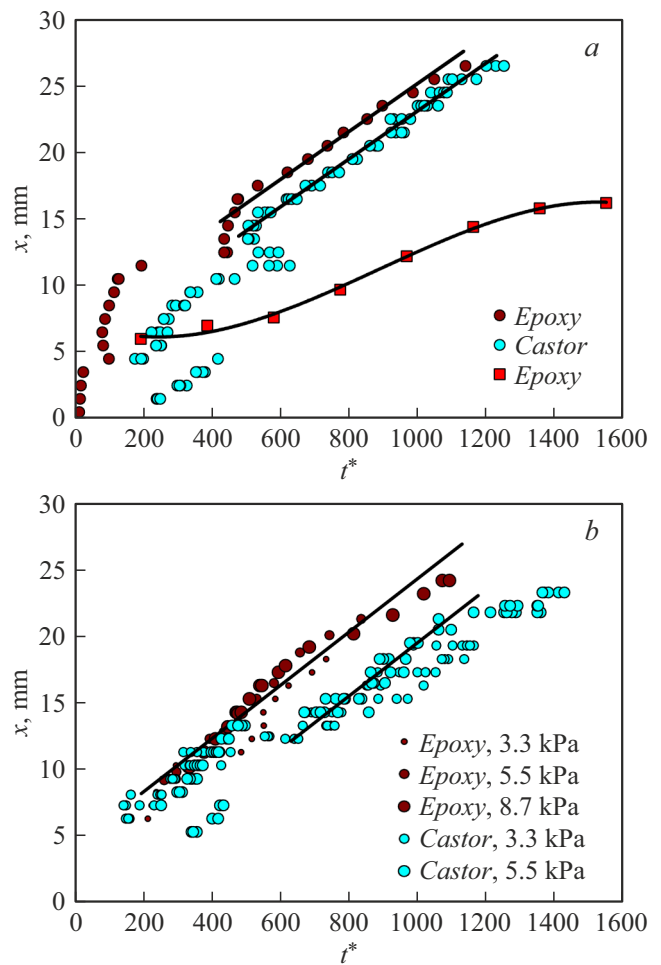 30
a
25
20
x, mm
15
10
Epoxy
Castor
5
Epoxy
0
0 200 400 600 800 1000 1200 1400 1600
t*
30
b
25
20
x, mm
15
Epoxy, 3.3 kPa
10
Epoxy, 5.5 kPa
Epoxy, 8.7 kPa
5
Castor, 3.3 kPa
Castor, 5.5 kPa
0
0 200 400 600 800 1000 1200 1400 1600
t*